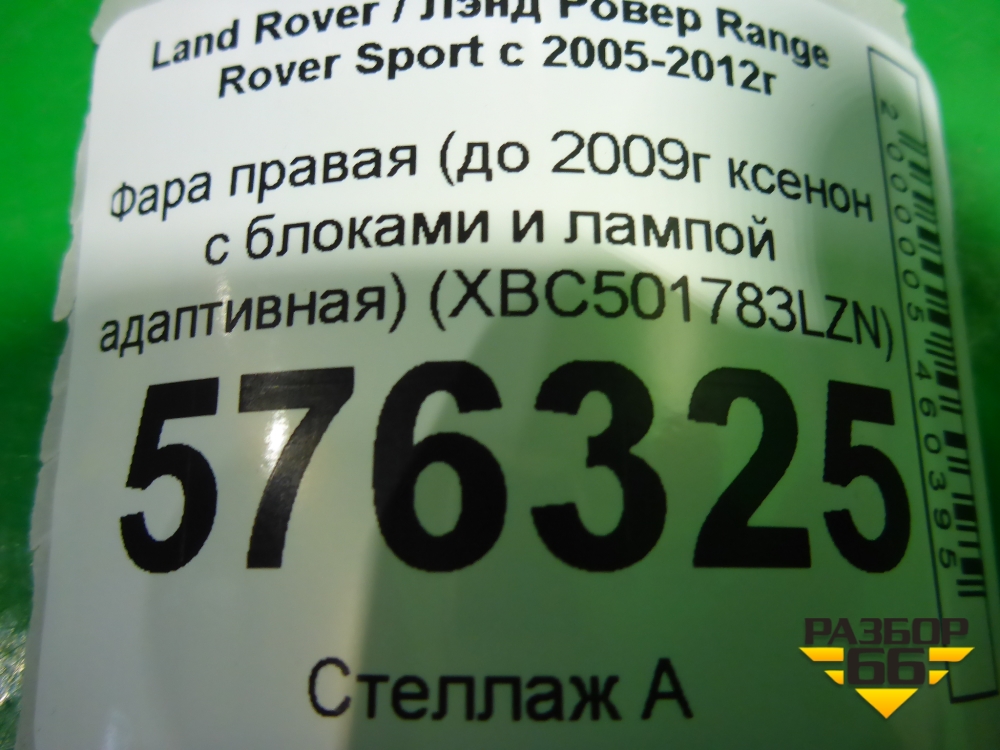 Land Rover / Лэнд Ровер Range
Rover Sport с 2005-2012г
Фара правая (до 2009г ксенон
с блоками и лампой
адаптивная) (XBC501783LZN)
576325
Стеллаж А
2000005460395
РАЗБОР
66